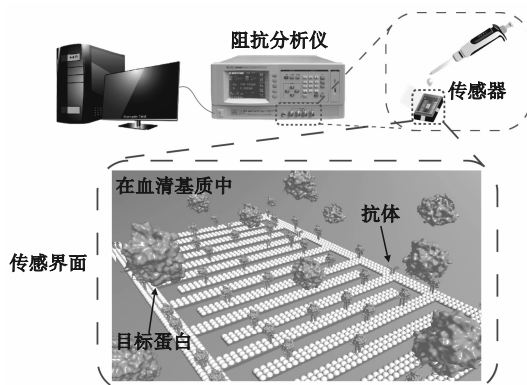 阻抗分析仪
传感器
在血清基质中
抗体
传感界面
目标蛋白